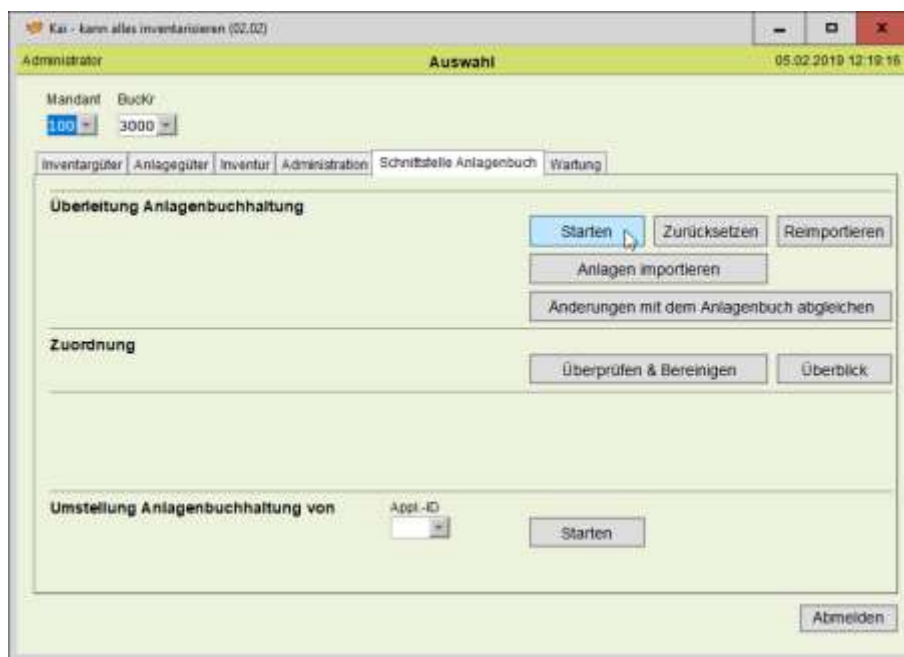 Kai - kann alles inventarisieren (02.02)
Administrator Auswahl 05.02.2019 12:19:16
Mandant BucKr
100 3000
Inventargüter Anlagegüter Inventur Administration Schnittstelle Anlagenbuch Wartung
Überleitung Anlagenbuchhaltung
Starten Zurücksetzen Reimportieren
Anlagen importieren
Änderungen mit dem Anlagenbuch abgleichen
Zuordnung
Überprüfen & Bereinigen Überblick
Umstellung Anlagenbuchhaltung von Appl.-ID
Starten
Abmelden